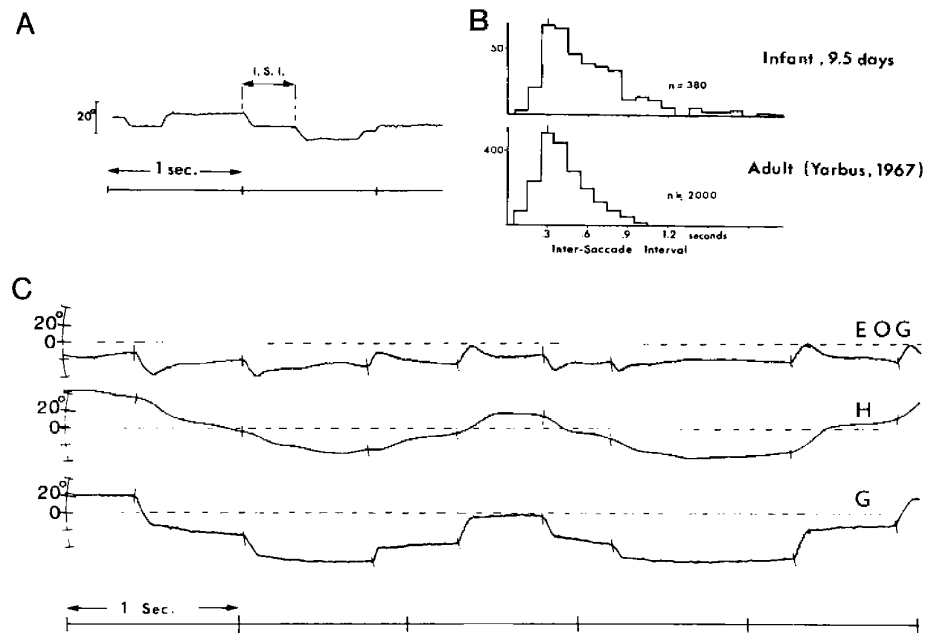 A
I. S. I.
20°
1 sec.
B
50
Infant , 9.5 days
n = 380
400
Adult (Yarbus, 1967)
n = 2000
.3 .6 .9 1.2 seconds
Inter-Saccade Interval
C
20°
0
E O G
20°
0
H
20°
0
G
1 Sec.